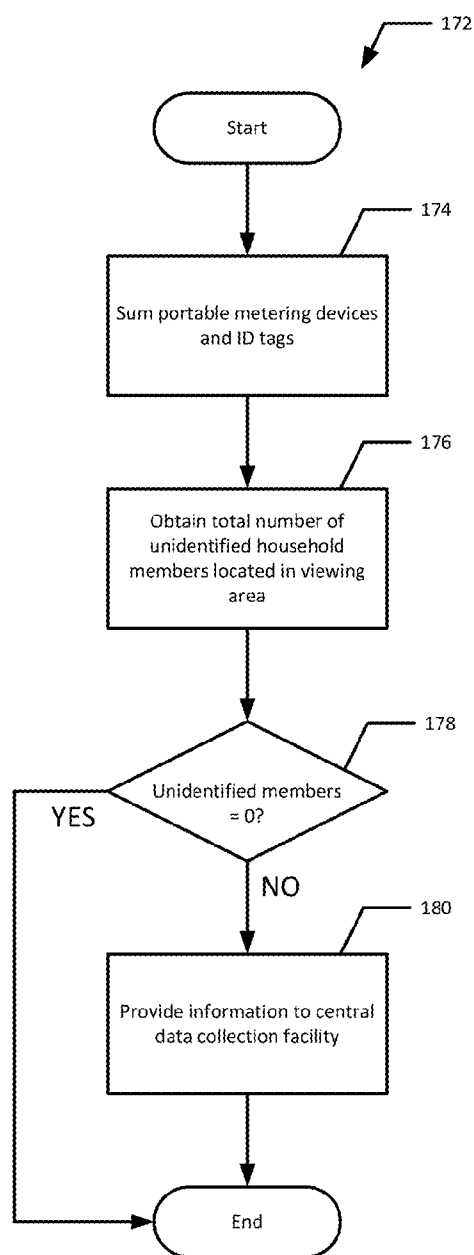 172
Start
174
Sum portable metering devices
and ID tags
176
Obtain total number of
unidentified household
members located in viewing
area
178
Unidentified members
= 0?
YES
NO
180
Provide information to central
data collection facility
End